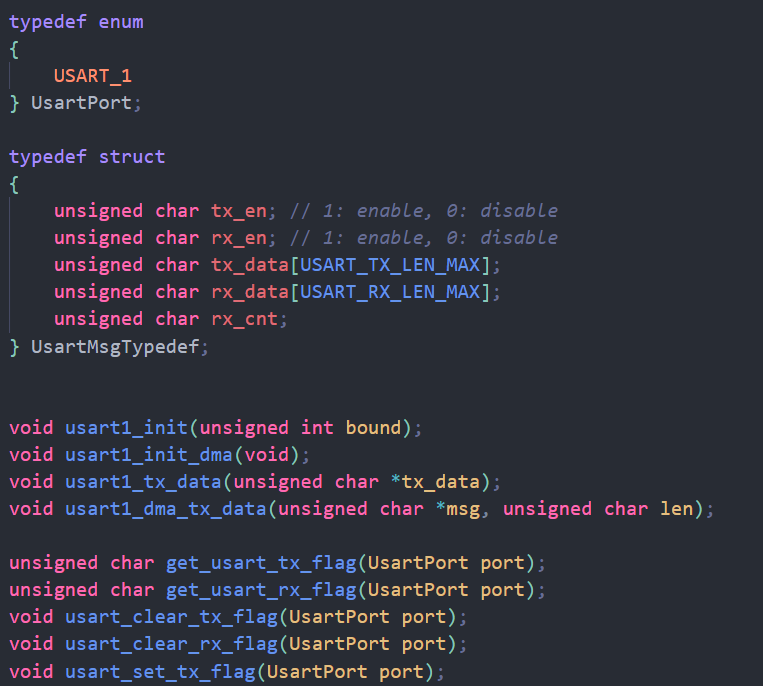 typedef enum
{
    USART_1
} UsartPort;

typedef struct
{
    unsigned char tx_en; // 1: enable, 0: disable
    unsigned char rx_en; // 1: enable, 0: disable
    unsigned char tx_data[USART_TX_LEN_MAX];
    unsigned char rx_data[USART_RX_LEN_MAX];
    unsigned char rx_cnt;
} UsartMsgTypedef;


void usart1_init(unsigned int bound);
void usart1_init_dma(void);
void usart1_tx_data(unsigned char *tx_data);
void usart1_dma_tx_data(unsigned char *msg, unsigned char len);

unsigned char get_usart_tx_flag(UsartPort port);
unsigned char get_usart_rx_flag(UsartPort port);
void usart_clear_tx_flag(UsartPort port);
void usart_clear_rx_flag(UsartPort port);
void usart_set_tx_flag(UsartPort port);